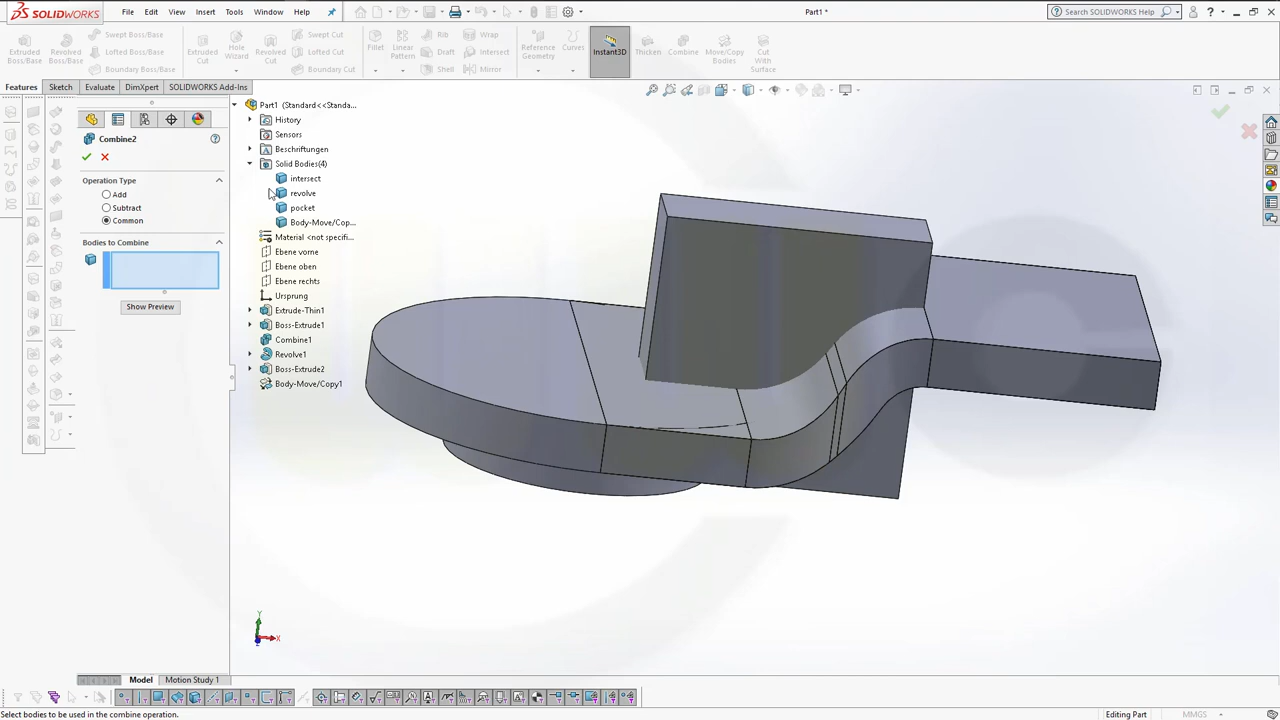 SOLIDWORKS
File Edit View Insert Tools Window Help
Part1 *
Search SOLIDWORKS Help
Extruded Boss/Base
Revolved Boss/Base
Swept Boss/Base
Lofted Boss/Base
Boundary Boss/Base
Extruded Cut
Hole Wizard
Revolved Cut
Swept Cut
Lofted Cut
Boundary Cut
Fillet
Linear Pattern
Rib
Draft
Shell
Wrap
Intersect
Mirror
Reference Geometry
Curves
Instant3D
Thicken
Combine
Move/Copy Bodies
Cut With Surface
Features Sketch Evaluate DimXpert SOLIDWORKS Add-Ins
Combine2
Operation Type
Add
Subtract
Common
Bodies to Combine
Show Preview
Part1 (Standard<<Standa...
History
Sensors
Beschriftungen
Solid Bodies(4)
intersect
revolve
pocket
Body-Move/Cop...
Material <not specifi...
Ebene vorne
Ebene oben
Ebene rechts
Ursprung
Extrude-Thin1
Boss-Extrude1
Combine1
Revolve1
Boss-Extrude2
Body-Move/Copy1
Y
X
Model Motion Study 1
Select bodies to be used in the combine operation.
Editing Part
MMGS